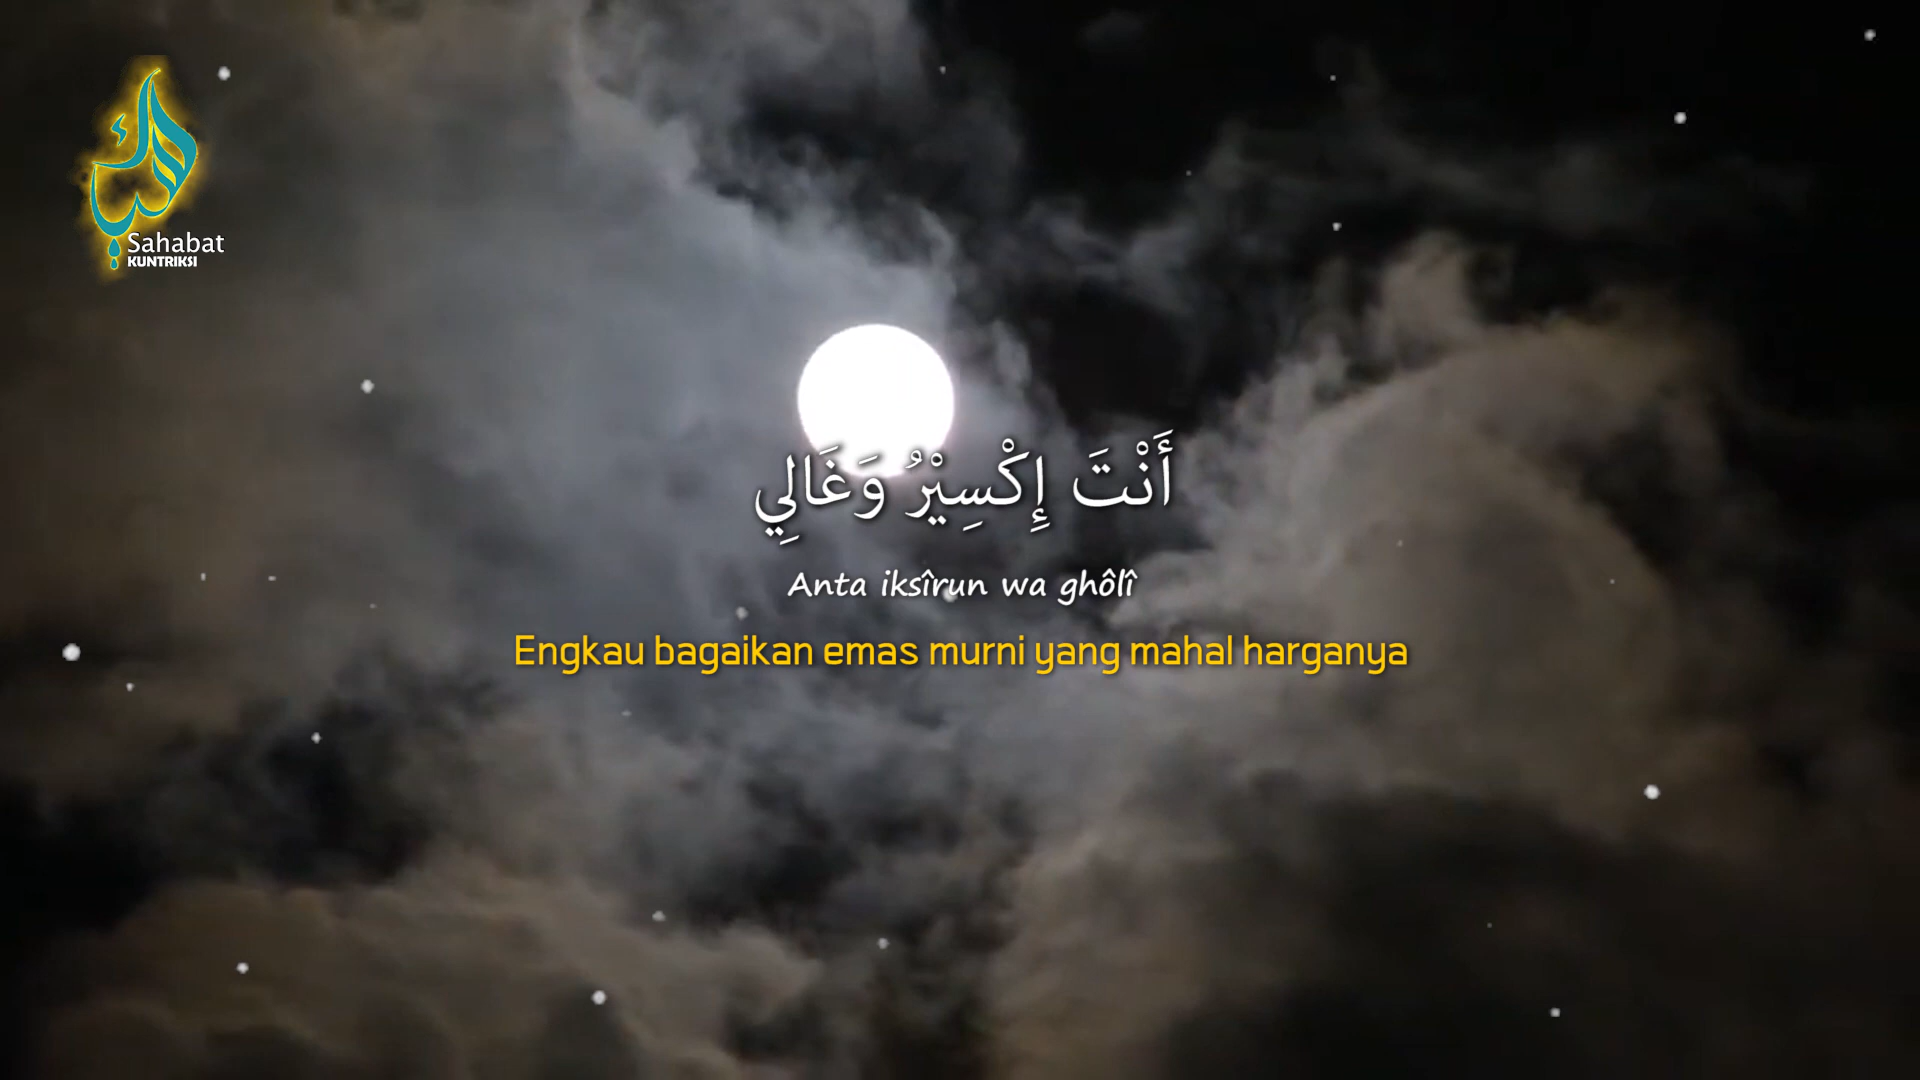 Sahabat
KUNTRIKSI
أَنْتَ إِكْسِيْرُ وَغَالِي
Anta iksîrun wa ghôlî
Engkau bagaikan emas murni yang mahal harganya